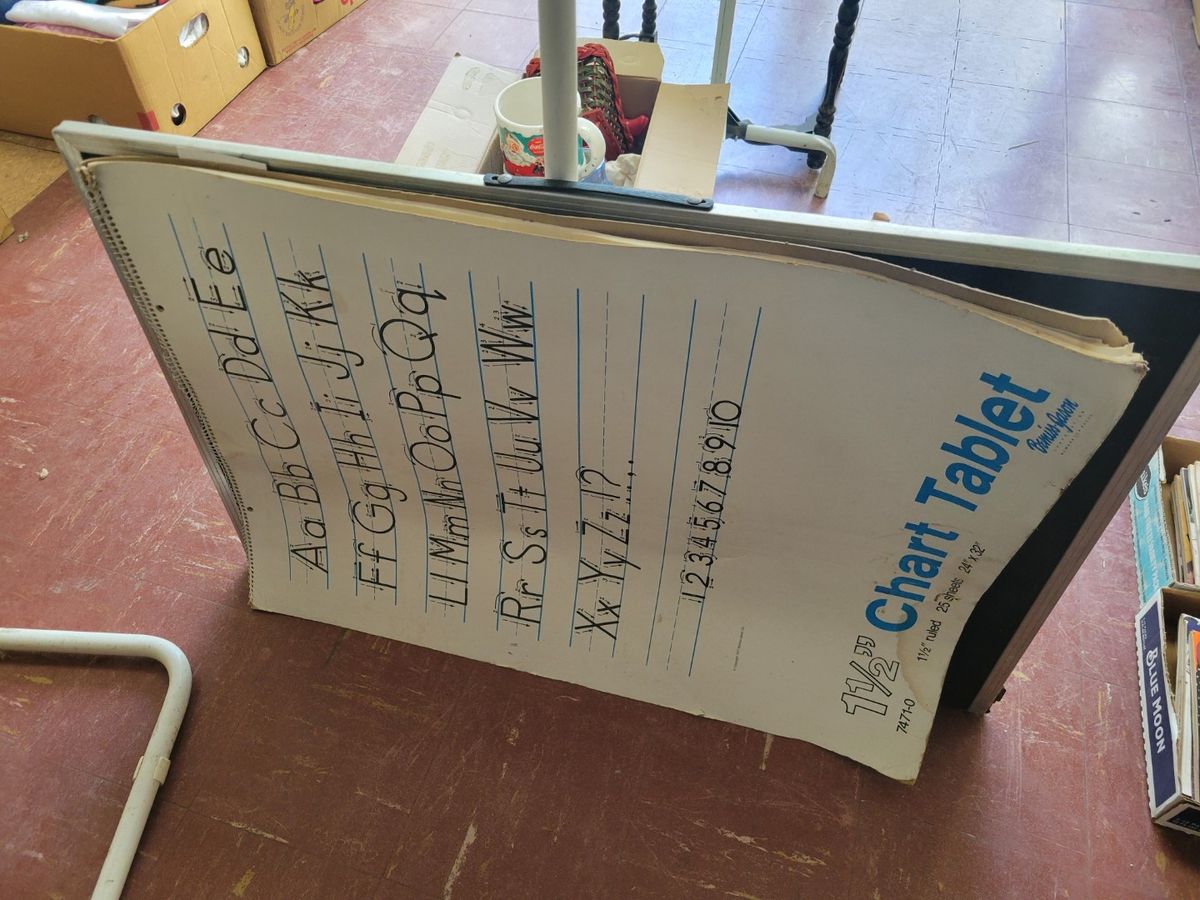 Aa Bb Cc Dd Ee
Ff Gg Hh Ii Jj Kk
Ll Mm Nn Oo Pp Qq
Rr Ss Tt Uu Vv Ww
Xx Yy Zz!?
1 2 3 4 5 6 7 8 9 10
1½" Chart Tablet
7471-0 1½" ruled 25 sheets 24" x 32"
BLUE MOON